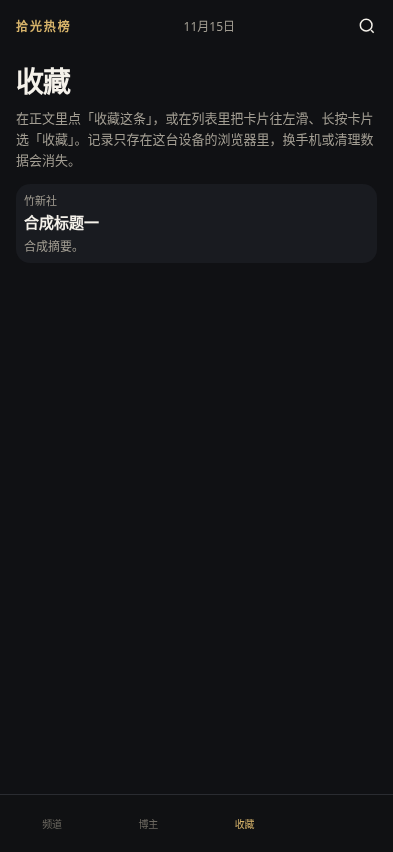 拾光热榜
11月15日
收藏
在正文里点「收藏这条」，或在列表里把卡片往左滑、长按卡片
选「收藏」。记录只存在这台设备的浏览器里，换手机或清理数
据会消失。
竹新社
合成标题一
合成摘要。
频道
博主
收藏